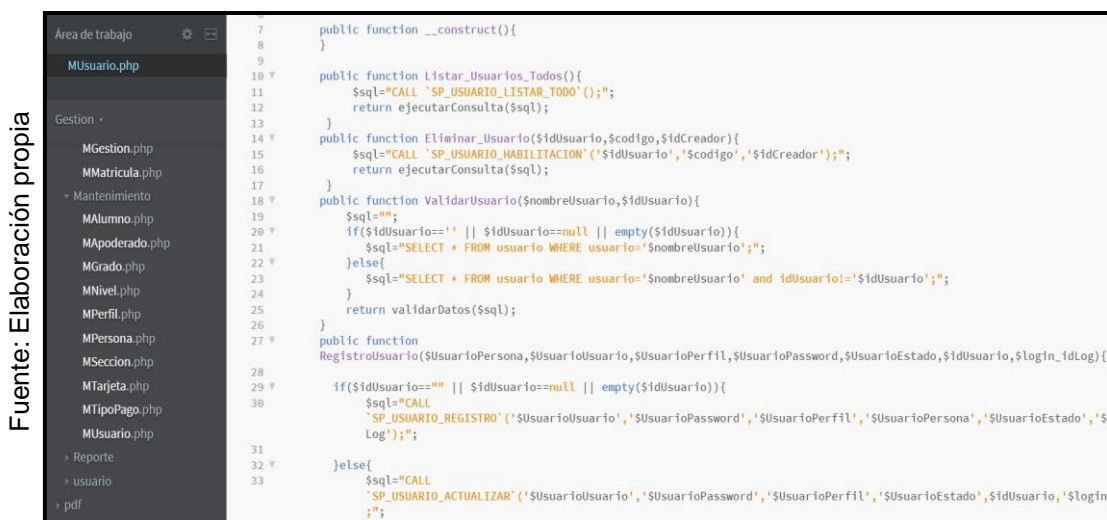 Fuente: Elaboración propia
Área de trabajo
MUsuario.php
Gestion
MGestion.php
MMatricula.php
Mantenimiento
MAlumno.php
MApoderado.php
MGrado.php
MNivel.php
MPerfil.php
MPersona.php
MSeccion.php
MTarjeta.php
MTipoPago.php
MUsuario.php
Reporte
usuario
pdf
7 public function __construct(){
8 }
9
10 public function Listar_Usuarios_Todos(){
11 $sql="CALL `SP_USUARIO_LISTAR_TODO`();";
12 return ejecutarConsulta($sql);
13 }
14 public function Eliminar_Usuario($idUsuario,$codigo,$idCreador){
15 $sql="CALL `SP_USUARIO_HABILITACION`('$idUsuario','$codigo','$idCreador');";
16 return ejecutarConsulta($sql);
17 }
18 public function ValidarUsuario($nombreUsuario,$idUsuario){
19 $sql="";
20 if($idUsuario=='' || $idUsuario==null || empty($idUsuario)){
21 $sql="SELECT * FROM usuario WHERE usuario='$nombreUsuario';";
22 }else{
23 $sql="SELECT * FROM usuario WHERE usuario='$nombreUsuario' and idUsuario!='$idUsuario';";
24 }
25 return validarDatos($sql);
26 }
27 public function
RegistroUsuario($UsuarioPersona,$UsuarioUsuario,$UsuarioPerfil,$UsuarioPassword,$UsuarioEstado,$idUsuario,$login_idLog){
28
29 if($idUsuario=="" || $idUsuario==null || empty($idUsuario)){
30 $sql="CALL
`SP_USUARIO_REGISTRO`('$UsuarioUsuario','$UsuarioPassword','$UsuarioPerfil','$UsuarioPersona','$UsuarioEstado','$
Log');";
31
32 }else{
33 $sql="CALL
`SP_USUARIO_ACTUALIZAR`('$UsuarioUsuario','$UsuarioPassword','$UsuarioPerfil','$UsuarioEstado',$idUsuario,'$login
;";